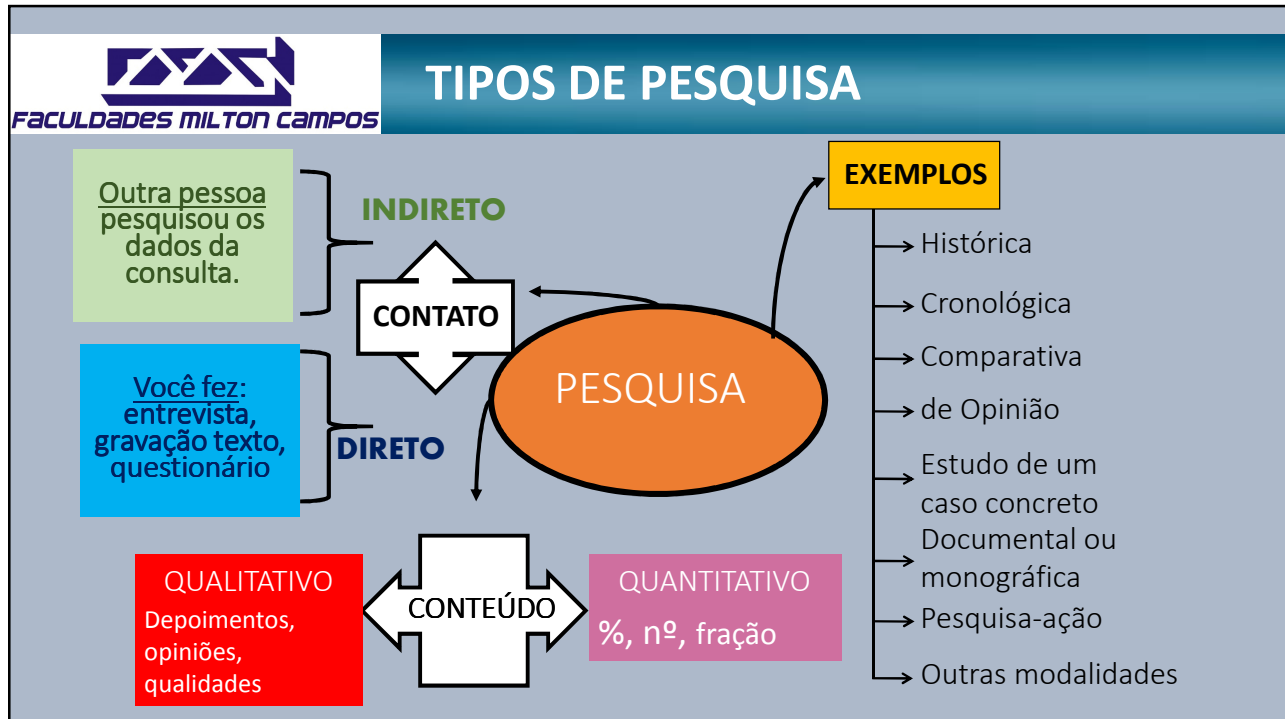 FACULDADES MILTON CAMPOS
TIPOS DE PESQUISA
Outra pessoa
pesquisou os
dados da
consulta.
INDIRETO
CONTATO
Você fez:
entrevista,
gravação texto,
questionário
DIRETO
PESQUISA
QUALITATIVO
Depoimentos,
opiniões,
qualidades
CONTEÚDO
QUANTITATIVO
%, nº, fração
EXEMPLOS
Histórica
Cronológica
Comparativa
de Opinião
Estudo de um
caso concreto
Documental ou
monográfica
Pesquisa-ação
Outras modalidades